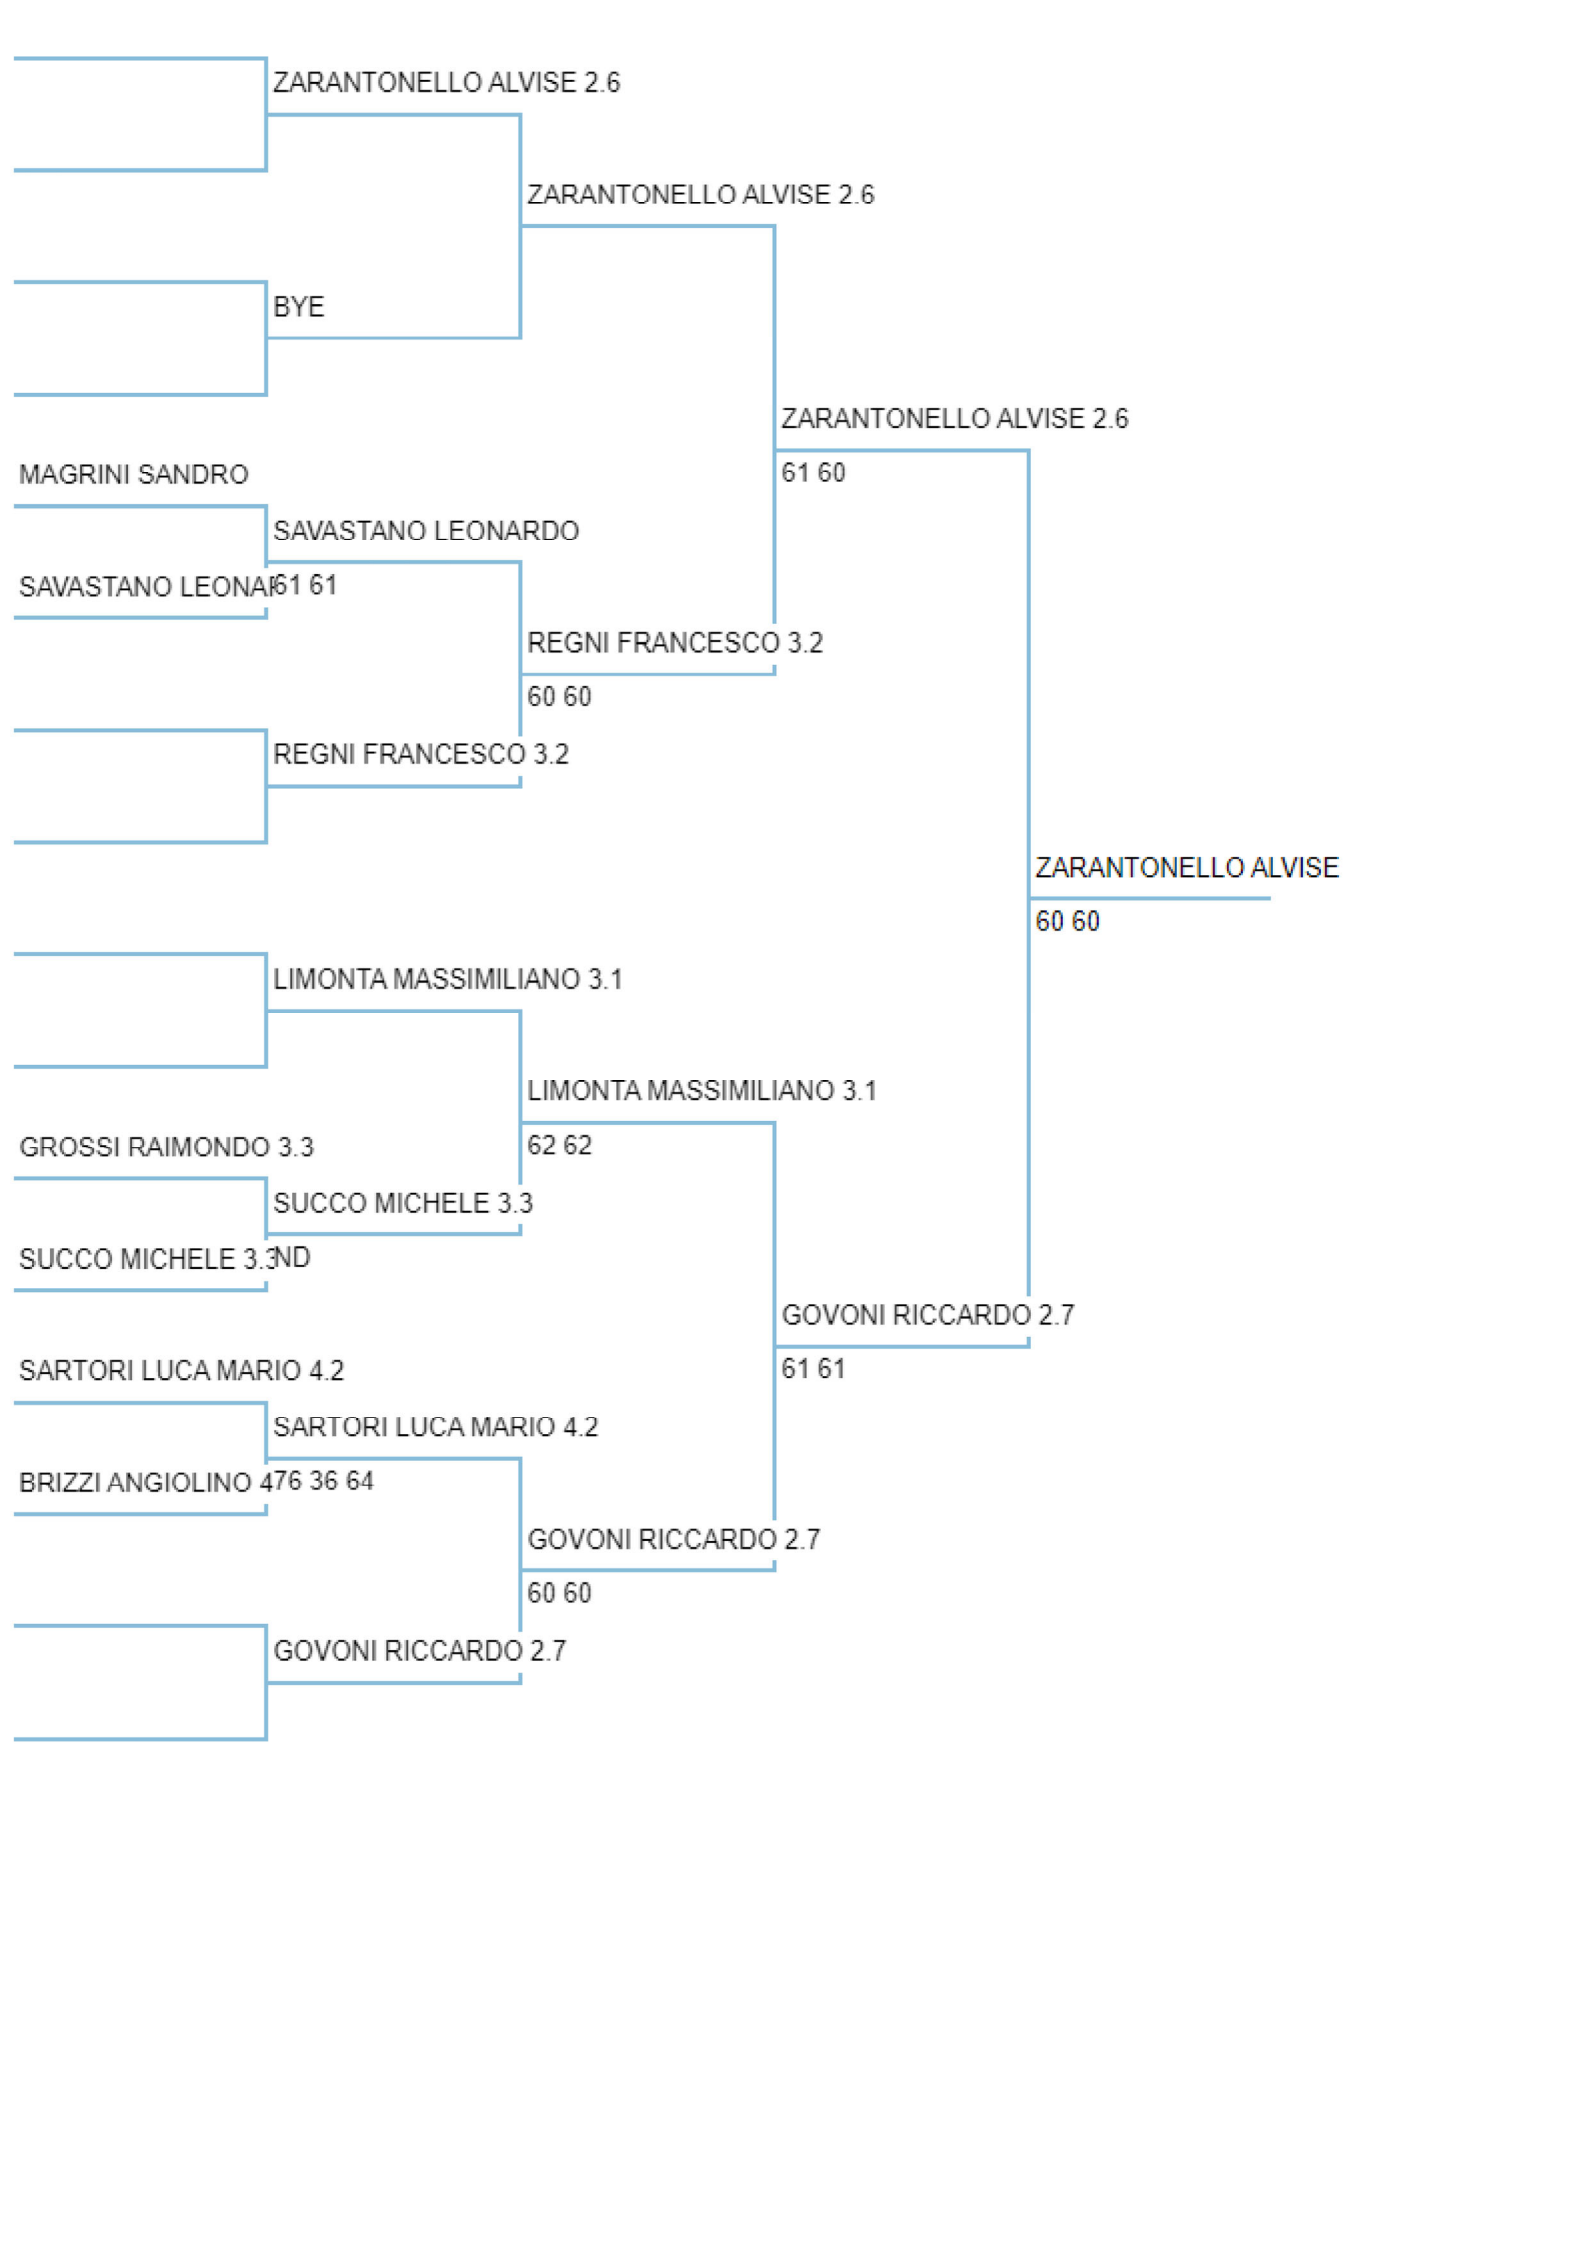 ZARANTONELLO ALVISE 2.6
ZARANTONELLO ALVISE 2.6
BYE
ZARANTONELLO ALVISE 2.6
61 60
MAGRINI SANDRO
SAVASTANO LEONARDO
SAVASTANO
61 61
REGNI FRANCESCO 3.2
60 60
REGNI FRANCESCO 3.2
ZARANTONELLO ALVISE
60 60
LIMONTA MASSIMILIANO 3.1
LIMONTA MASSIMILIANO 3.1
62 62
GROSSI RAIMONDO 3.3
SUCCO MICHELE 3.3
SUCCO MICHELE 3.3
ND
GOVONI RICCARDO 2.7
61 61
SARTORI LUCA MARIO 4.2
SARTORI LUCA MARIO 4.2
BRIZZI ANGIOLINO
76 36 64
GOVONI RICCARDO 2.7
60 60
GOVONI RICCARDO 2.7